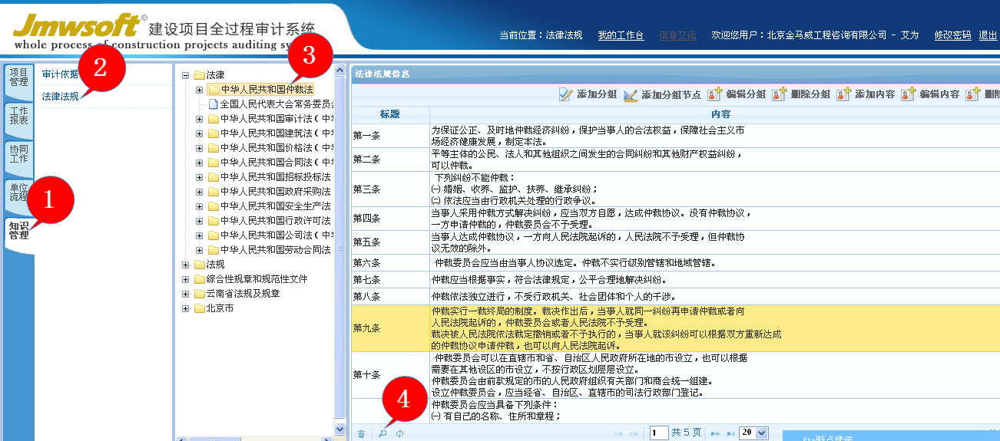 Jmwsoft® 建设项目全过程审计系统
whole process of construction projects auditing sy
当前位置：法律法规 我的工作台 信息交流 欢迎您用户：北京金马威工程咨询有限公司 - 艾为 修改密码 退出
项目管理
工作报表
协同工作
单位流程
知识管理
1
审计依据
法律法规
2
3
法律
中华人民共和国仲裁法
全国人民代表大会常务委员会
中华人民共和国审计法（中华
中华人民共和国建筑法（中华
中华人民共和国价格法（中华
中华人民共和国合同法（中华
中华人民共和国招标投标法
中华人民共和国政府采购法
中华人民共和国安全生产法
中华人民共和国行政许可法
中华人民共和国公司法（中华
中华人民共和国劳动合同法
法规
综合性规章和规范性文件
云南省法规及规章
北京市
法律法规信息
添加分组 添加分组节点 编辑分组 删除分组 添加内容 编辑内容 删除
标题 内容
第一条 为保证公正、及时地仲裁经济纠纷，保护当事人的合法权益，保障社会主义市
场经济健康发展，制定本法。
第二条 平等主体的公民、法人和其他组织之间发生的合同纠纷和其他财产权益纠纷，
可以仲裁。
第三条 下列纠纷不能仲裁：
㈠ 婚姻、收养、监护、扶养、继承纠纷；
㈡ 依法应当由行政机关处理的行政争议。
第四条 当事人采用仲裁方式解决纠纷，应当双方自愿，达成仲裁协议。没有仲裁协议，
一方申请仲裁的，仲裁委员会不予受理。
第五条 当事人达成仲裁协议，一方向人民法院起诉的，人民法院不予受理，但仲裁协
议无效的除外。
第六条 仲裁委员会应当由当事人协议选定。仲裁不实行级别管辖和地域管辖。
第七条 仲裁应当根据事实，符合法律规定，公平合理地解决纠纷。
第八条 仲裁依法独立进行，不受行政机关、社会团体和个人的干涉。
第九条 仲裁实行一裁终局的制度。裁决作出后，当事人就同一纠纷再申请仲裁或者向
人民法院起诉的，仲裁委员会或者人民法院不予受理。
裁决被人民法院依法裁定撤销或者不予执行的，当事人就该纠纷可以根据双方重新达成
的仲裁协议申请仲裁，也可以向人民法院起诉。
第十条 仲裁委员会可以在直辖市和省、自治区人民政府所在地的市设立，也可以根据
需要在其他设区的市设立，不按行政区划层层设立。
仲裁委员会由前款规定的市的人民政府组织有关部门和商会统一组建。
设立仲裁委员会，应当经省、自治区、直辖市的司法行政部门登记。
仲裁委员会应当具备下列条件：
㈠ 有自己的名称、住所和章程；
4
1 共 5 页 20
ftp断点续传